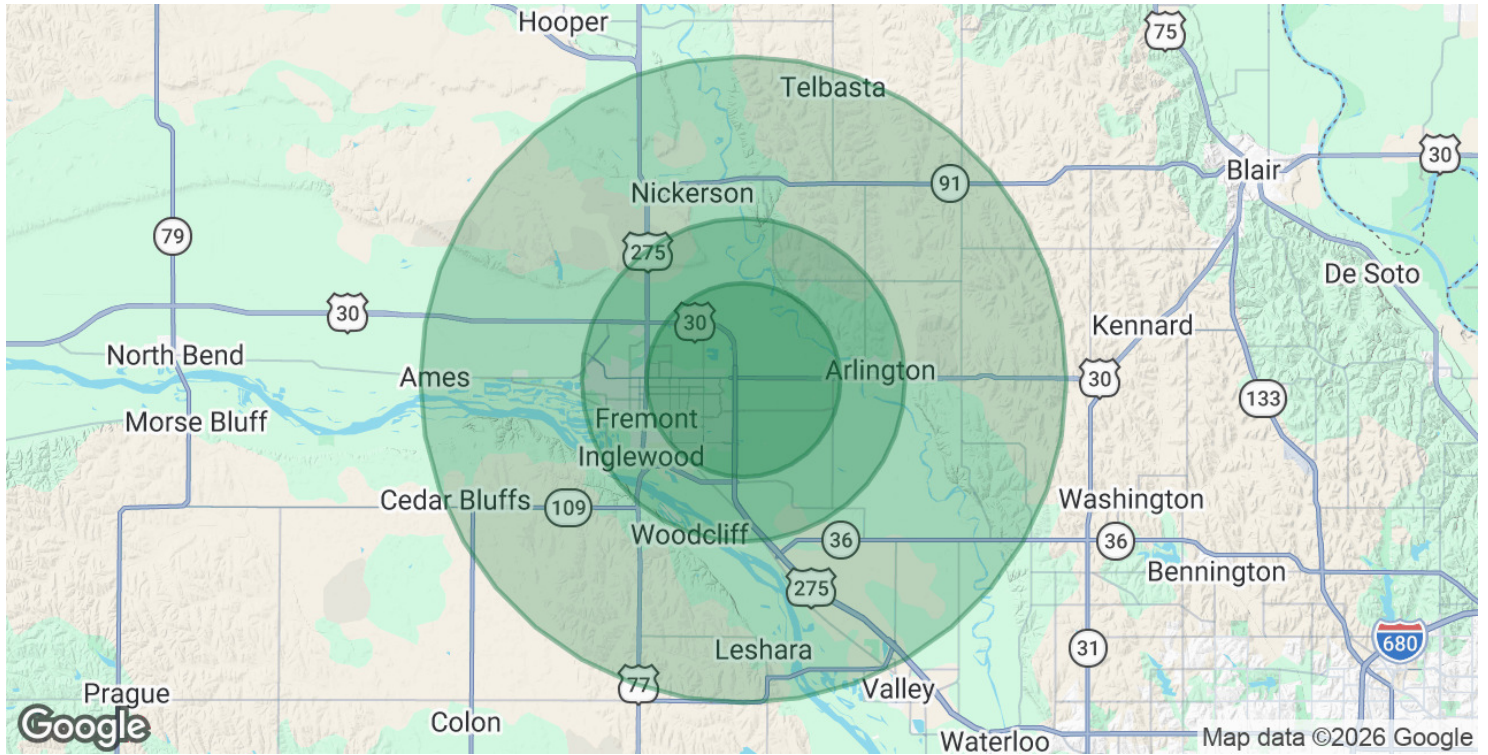 Hooper
75
Telbasta
30
Blair
Nickerson
91
79
275
De Soto
30
30
Kennard
North Bend
Ames
Arlington
30
133
Morse Bluff
Fremont
Inglewood
Cedar Bluffs
109
Washington
Woodcliff
36
36
Bennington
275
Leshara
31
680
77
Valley
Prague
Colon
Google
Waterloo
Map data ©2026 Google